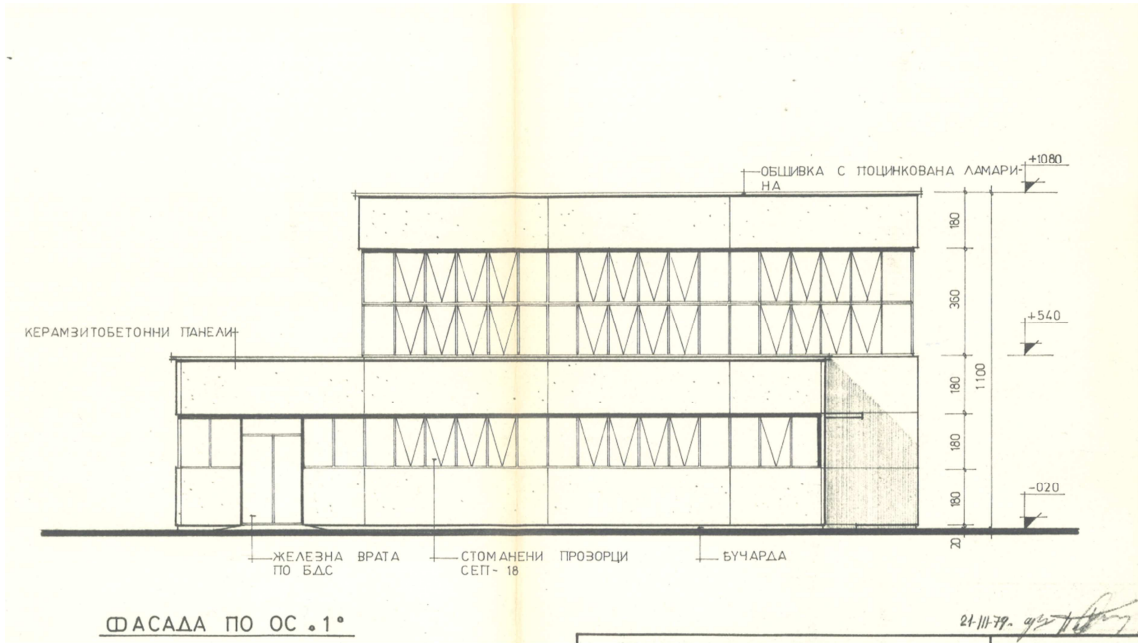 +1080
ОБШИВКА С ПОЦИНКОВАНА ЛАМАРИ-
НА
180
360
КЕРАМЗИТОБЕТОННИ ПАНЕЛИ
+540
180
1100
180
180
-020
20
ЖЕЛЕЗНА ВРАТА
ПО БДС
СТОМАНЕНИ ПРОЗОРЦИ
СЕП- 18
БУЧАРДА
ФАСАДА ПО ОС „1“
21-III-79.